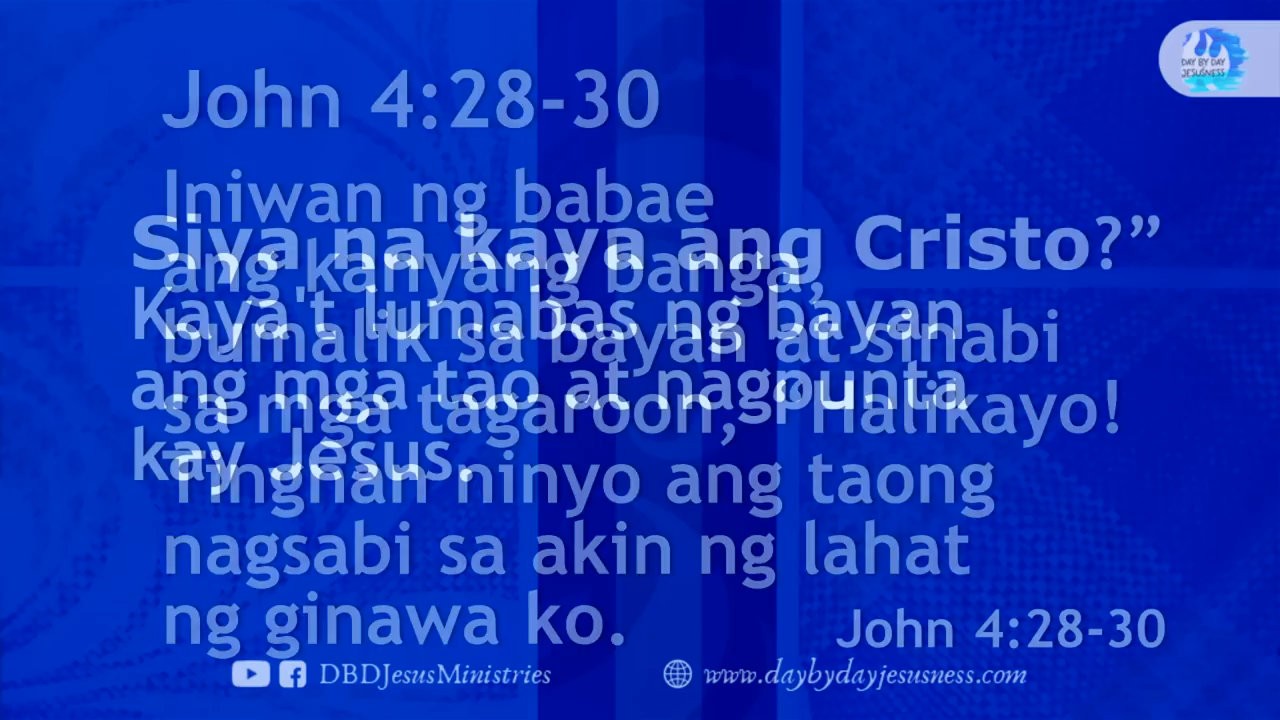 DAY BY DAY
JESUSNESS
John 4:28-30
Iniwan ng babae
ang kanyang banga,
bumalik sa bayan at sinabi
sa mga tagaroon, “Halikayo!
Tingnan ninyo ang taong
nagsabi sa akin ng lahat
ng ginawa ko.
Siya na kaya ang Cristo?”
Kaya't lumabas ng bayan
ang mga tao at nagpunta
kay Jesus.
John 4:28-30
DBDJesusMinistries
www.daybydayjesusness.com